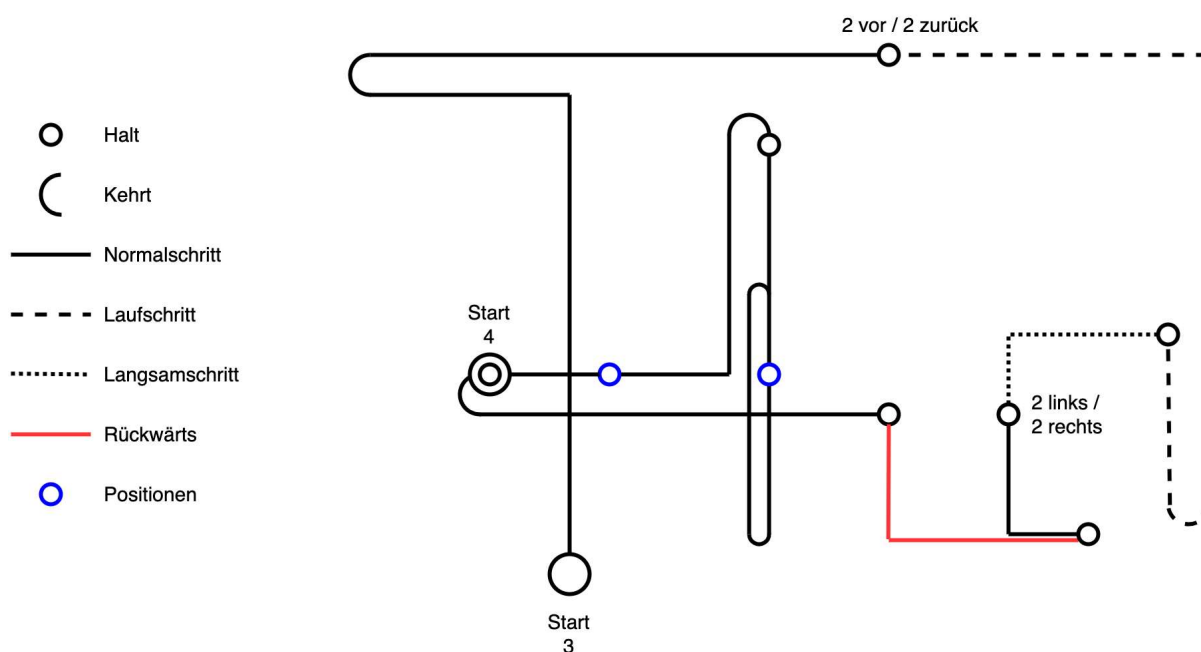 2 vor / 2 zurück
Halt
Kehrt
Normalschritt
Start
4
Laufschritt
Langsamschritt
2 links /
2 rechts
Rückwärts
Positionen
Start
3